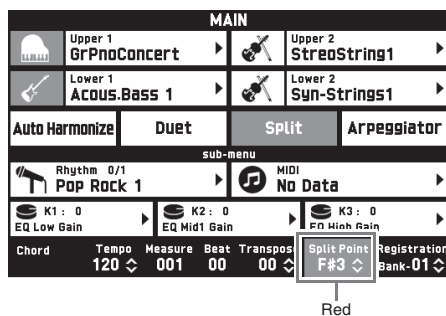 MAIN
Upper 1
GrPnoConcert
Upper 2
StreoString1
Lower 1
Acous.Bass 1
Lower 2
Syn-Strings1
Auto Harmonize Duet Split Arpeggiator
sub-menu
Rhythm 0/1
Pop Rock 1
MIDI
No Data
K1: 0
EQ Low Gain
K2: 0
EQ Mid1 Gain
K3: 0
EQ High Gain
Chord Tempo Measure Beat Transpos Split Point Registration
120 001 00 00 F#3 Bank-01
Red